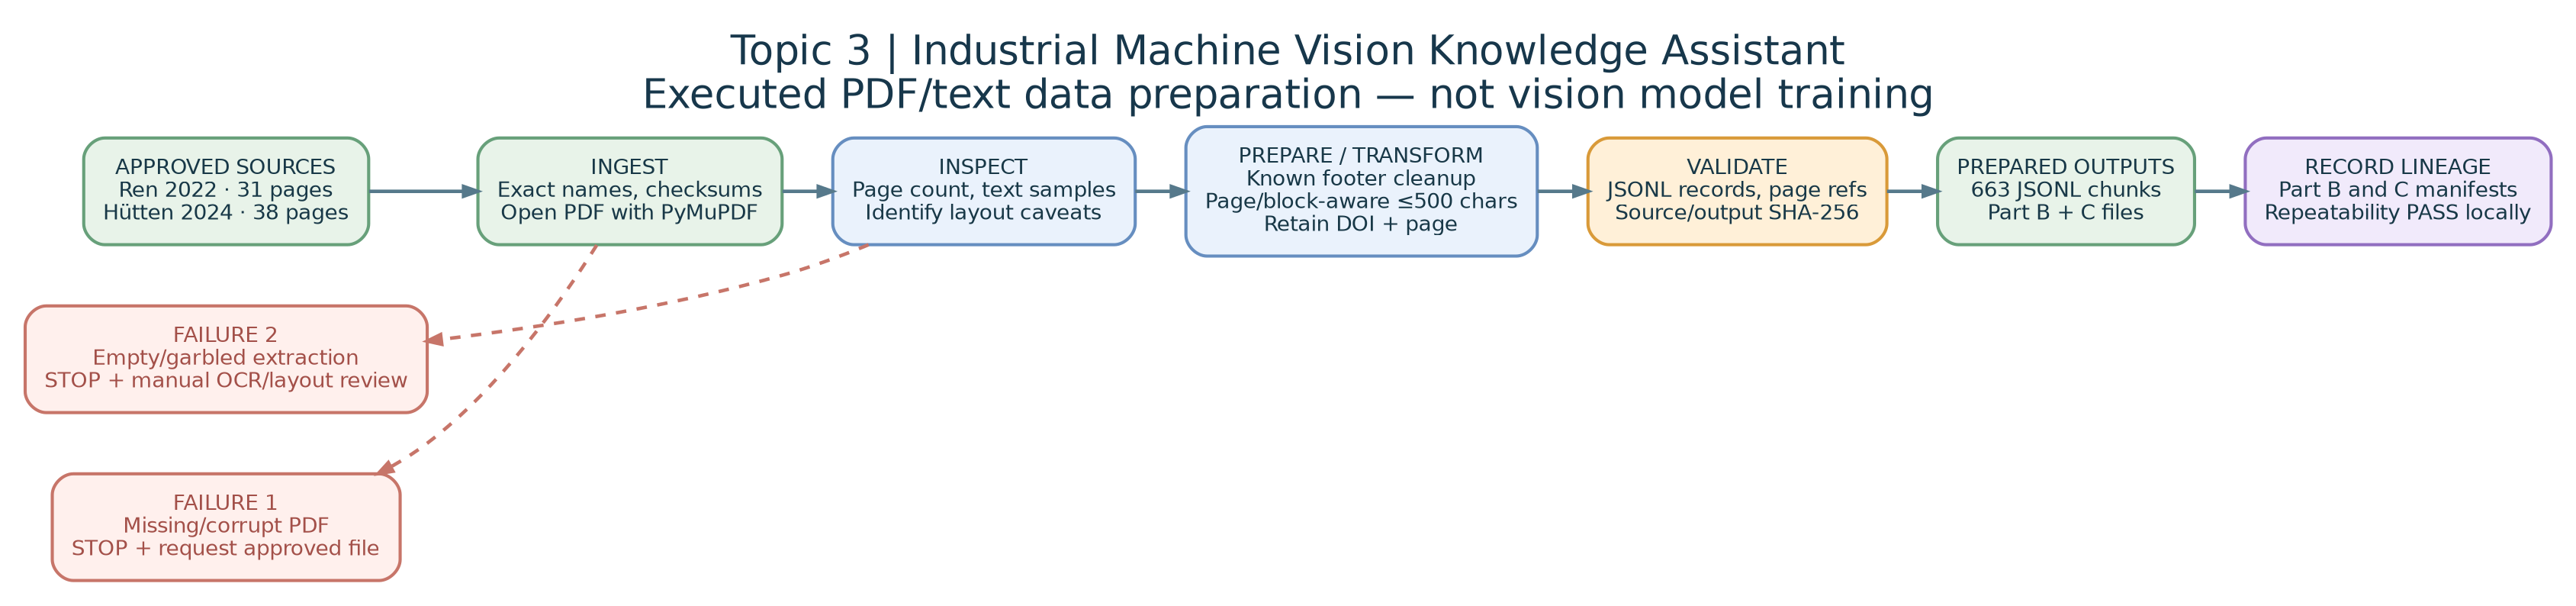 Topic 3 | Industrial Machine Vision Knowledge Assistant
Executed PDF/text data preparation — not vision model training
APPROVED SOURCES
Ren 2022 · 31 pages
Hütten 2024 · 38 pages
INGEST
Exact names, checksums
Open PDF with PyMuPDF
INSPECT
Page count, text samples
Identify layout caveats
PREPARE / TRANSFORM
Known footer cleanup
Page/block-aware ≤500 chars
Retain DOI + page
VALIDATE
JSONL records, page refs
Source/output SHA-256
PREPARED OUTPUTS
663 JSONL chunks
Part B + C files
RECORD LINEAGE
Part B and C manifests
Repeatability PASS locally
FAILURE 2
Empty/garbled extraction
STOP + manual OCR/layout review
FAILURE 1
Missing/corrupt PDF
STOP + request approved file